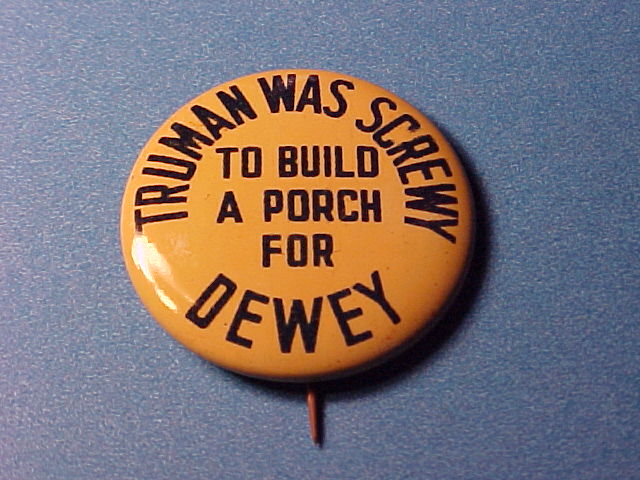 TRUMAN WAS SCREWY
TO BUILD
A PORCH
FOR
DEWEY